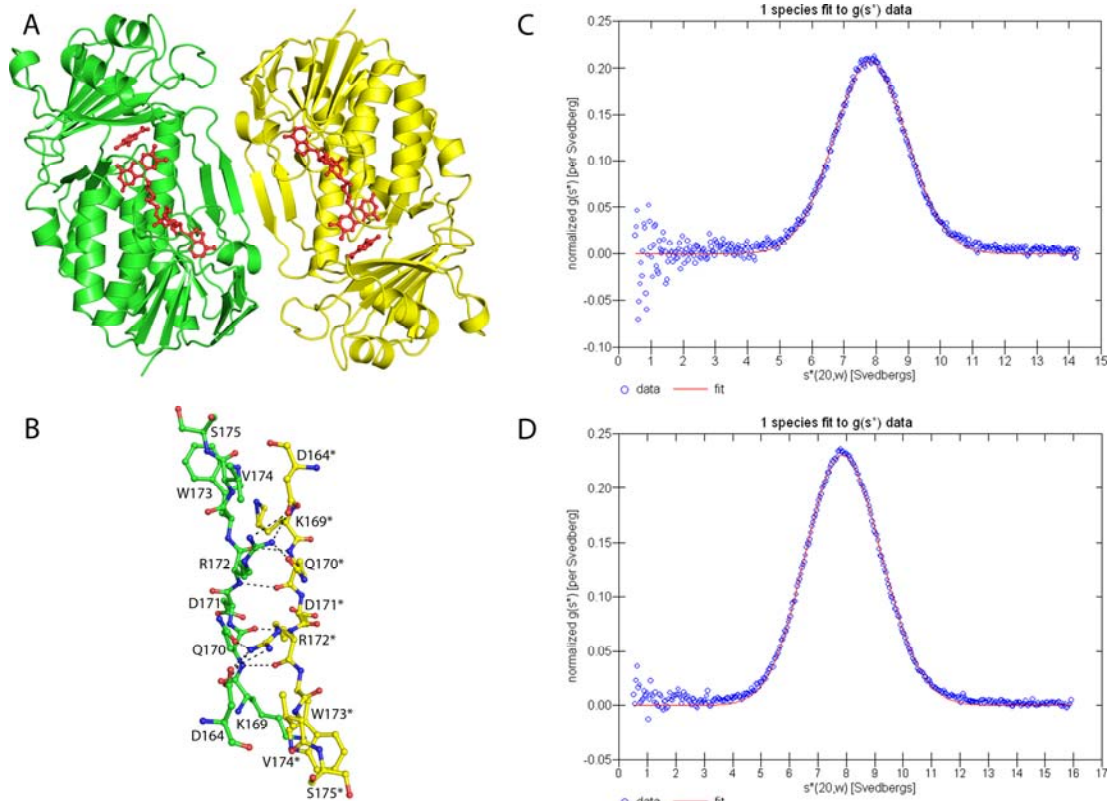 A
B
S175
D164*
V174
W173
K169*
R172
Q170*
D171
D171*
Q170
R172*
W173*
K169
D164
V174*
S175*
C
1 species fit to g(s*) data
normalized g(s*) [per Svedberg]
0.25
0.20
0.15
0.10
0.05
0.00
-0.05
-0.10
0 1 2 3 4 5 6 7 8 9 10 11 12 13 14 15
s*(20,w) [Svedbergs]
data fit
D
1 species fit to g(s*) data
normalized g(s*) [per Svedberg]
0.25
0.20
0.15
0.10
0.05
0.00
-0.05
0 1 2 3 4 5 6 7 8 9 10 11 12 13 14 15 16 17
s*(20,w) [Svedbergs]
data fit